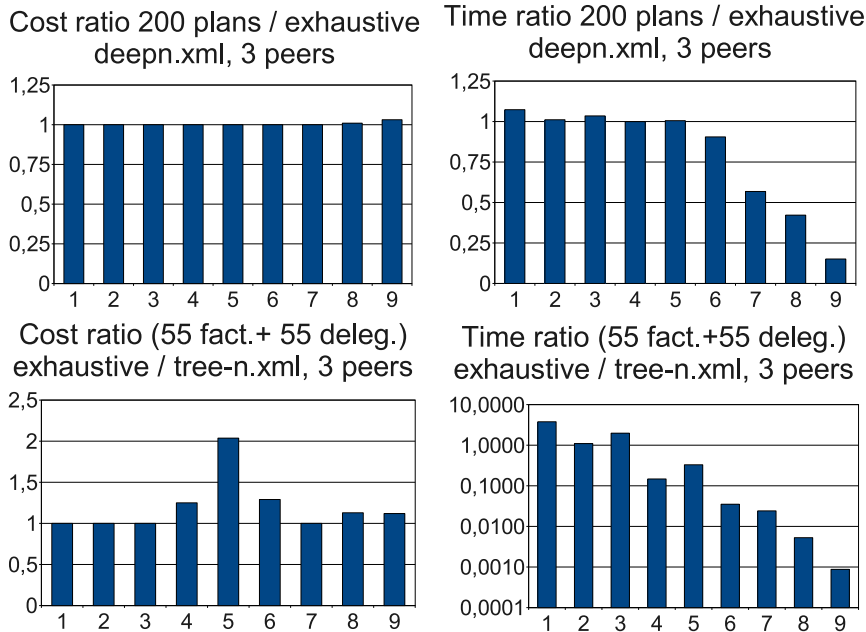 Cost ratio 200 plans / exhaustive
deepn.xml, 3 peers
1,25
1
0,75
0,5
0,25
0
1 2 3 4 5 6 7 8 9
Time ratio 200 plans / exhaustive
deepn.xml, 3 peers
1,25
1
0,75
0,5
0,25
0
1 2 3 4 5 6 7 8 9
Cost ratio (55 fact.+ 55 deleg.)
exhaustive / tree-n.xml, 3 peers
2,5
2
1,5
1
0,5
0
1 2 3 4 5 6 7 8 9
Time ratio (55 fact.+55 deleg.)
exhaustive / tree-n.xml, 3 peers
10,0000
1,0000
0,1000
0,0100
0,0010
0,0001
1 2 3 4 5 6 7 8 9